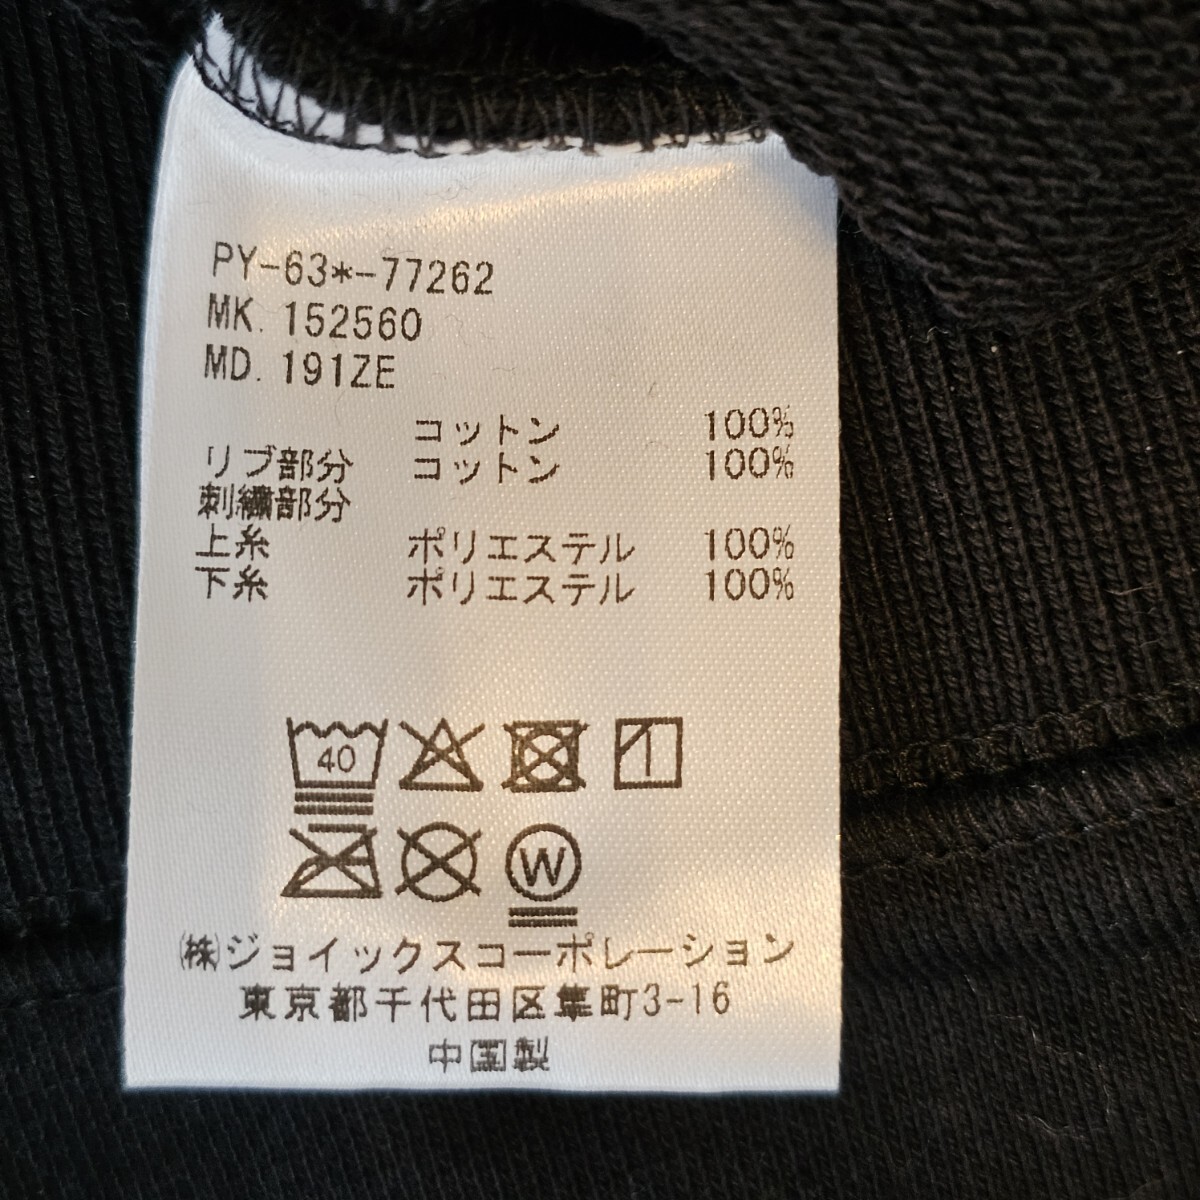 PY-63*-77262
MK. 152560
MD. 191ZE
コットン 100%
リブ部分 コットン 100%
刺繍部分
上糸 ポリエステル 100%
下糸 ポリエステル 100%
40
W
㈱ジョイックスコーポレーション
東京都千代田区隼町3-16
中国製